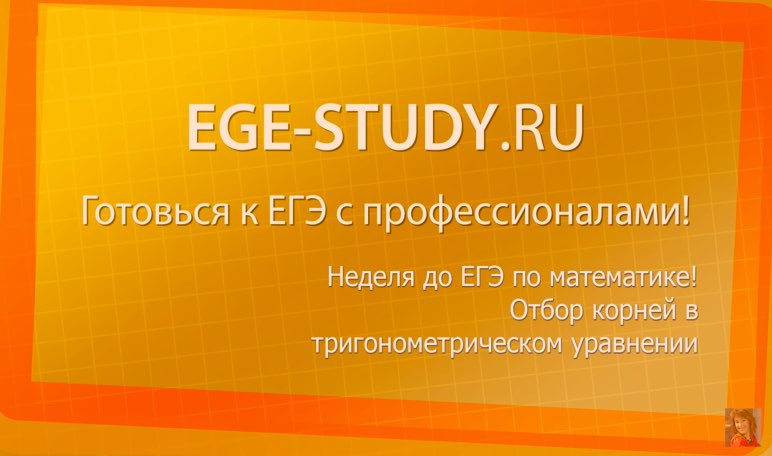 EGE-STUDY.RU
Готовься к ЕГЭ с профессионалами!
Неделя до ЕГЭ по математике!
Отбор корней в
тригонометрическом уравнении